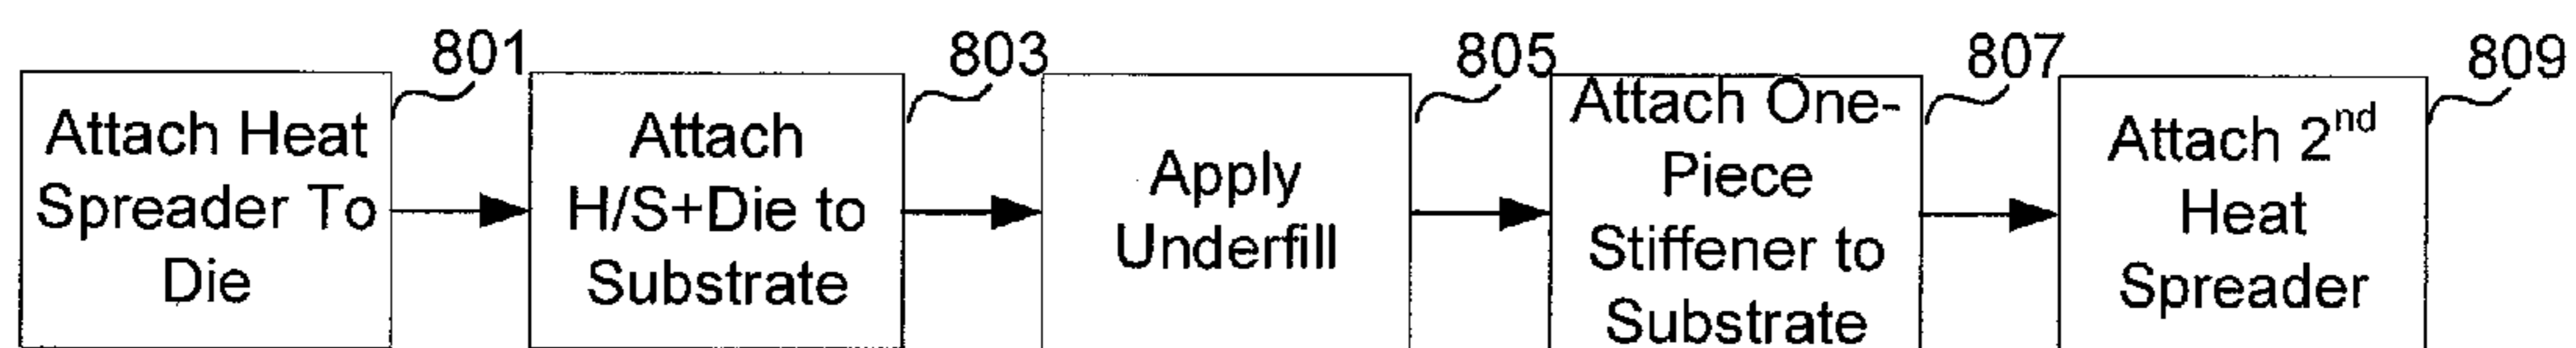 801
Attach Heat
Spreader To
Die
803
Attach
H/S+Die to
Substrate
805
Apply
Underfill
807
Attach One-
Piece
Stiffener to
Substrate
809
Attach 2nd
Heat
Spreader